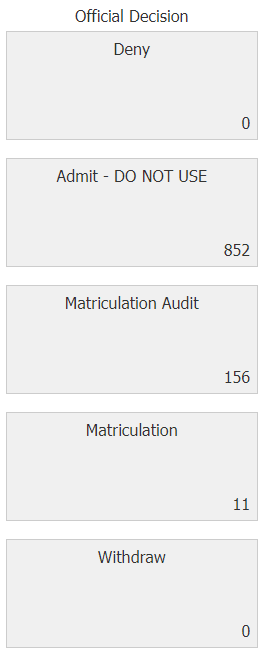 Official Decision
Deny
0
Admit - DO NOT USE
852
Matriculation Audit
156
Matriculation
11
Withdraw
0